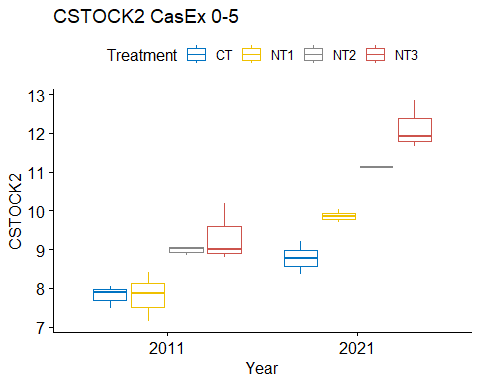 CSTOCK2 CasEx 0-5
Treatment CT NT1 NT2 NT3
13
12
11
10
9
8
7
CSTOCK2
2011 2021
Year